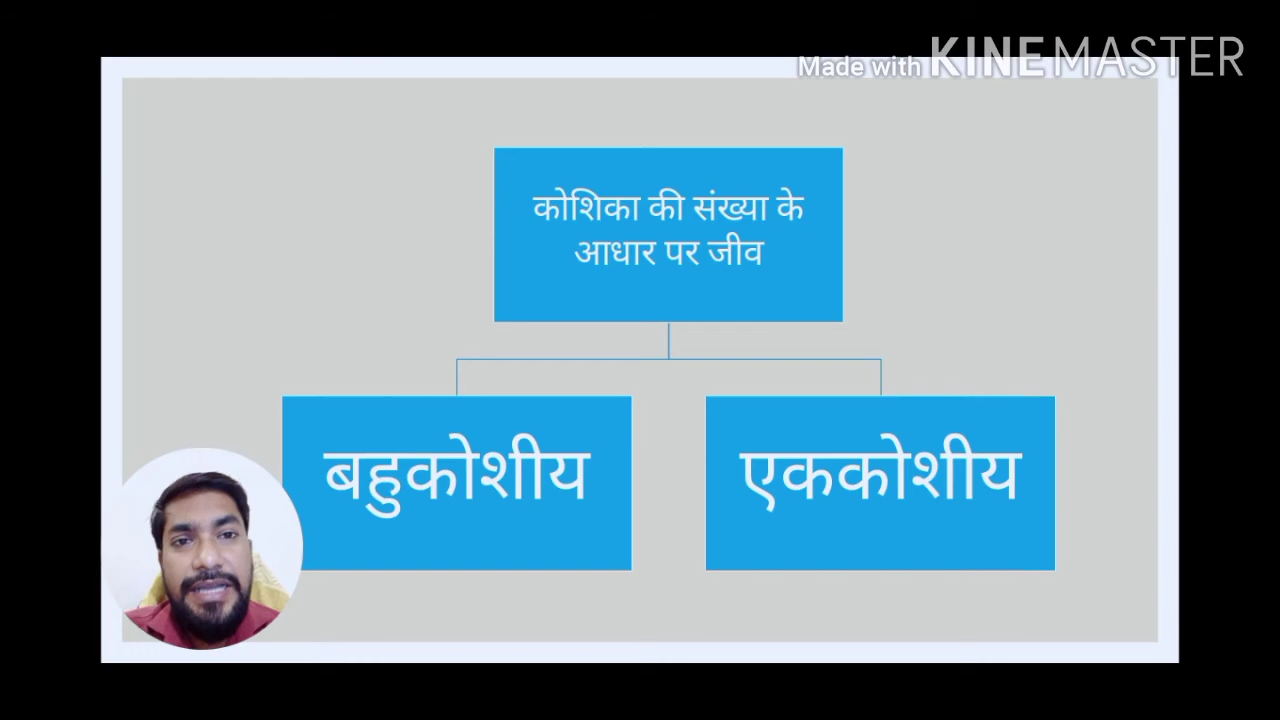 Made with KINEMASTER
कोशिका की संख्या के
आधार पर जीव
बहुकोशीय
एककोशीय